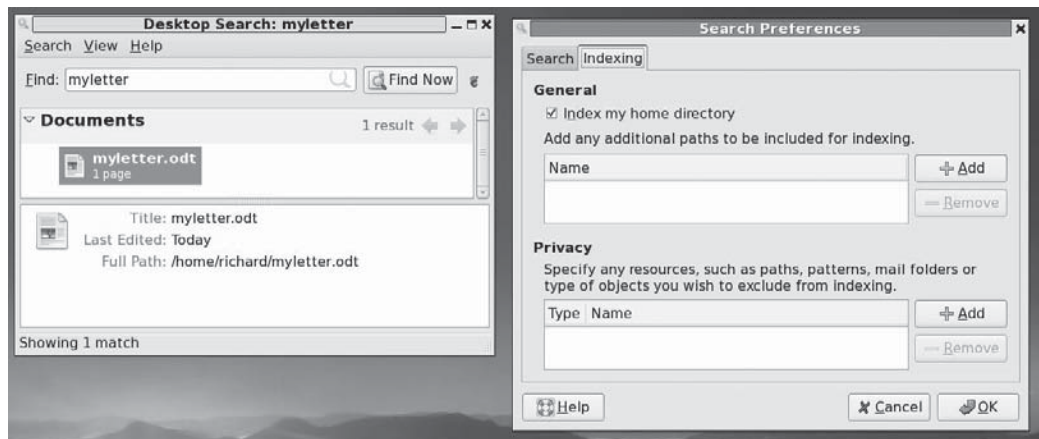 Desktop Search: myletter
Search View Help
Find: myletter Find Now
Documents 1 result
myletter.odt
1 page
Title: myletter.odt
Last Edited: Today
Full Path: /home/richard/myletter.odt
Showing 1 match
Search Preferences
Search Indexing
General
Index my home directory
Add any additional paths to be included for indexing.
Name Add
Remove
Privacy
Specify any resources, such as paths, patterns, mail folders or
type of objects you wish to exclude from indexing.
Type Name Add
Remove
Help Cancel OK